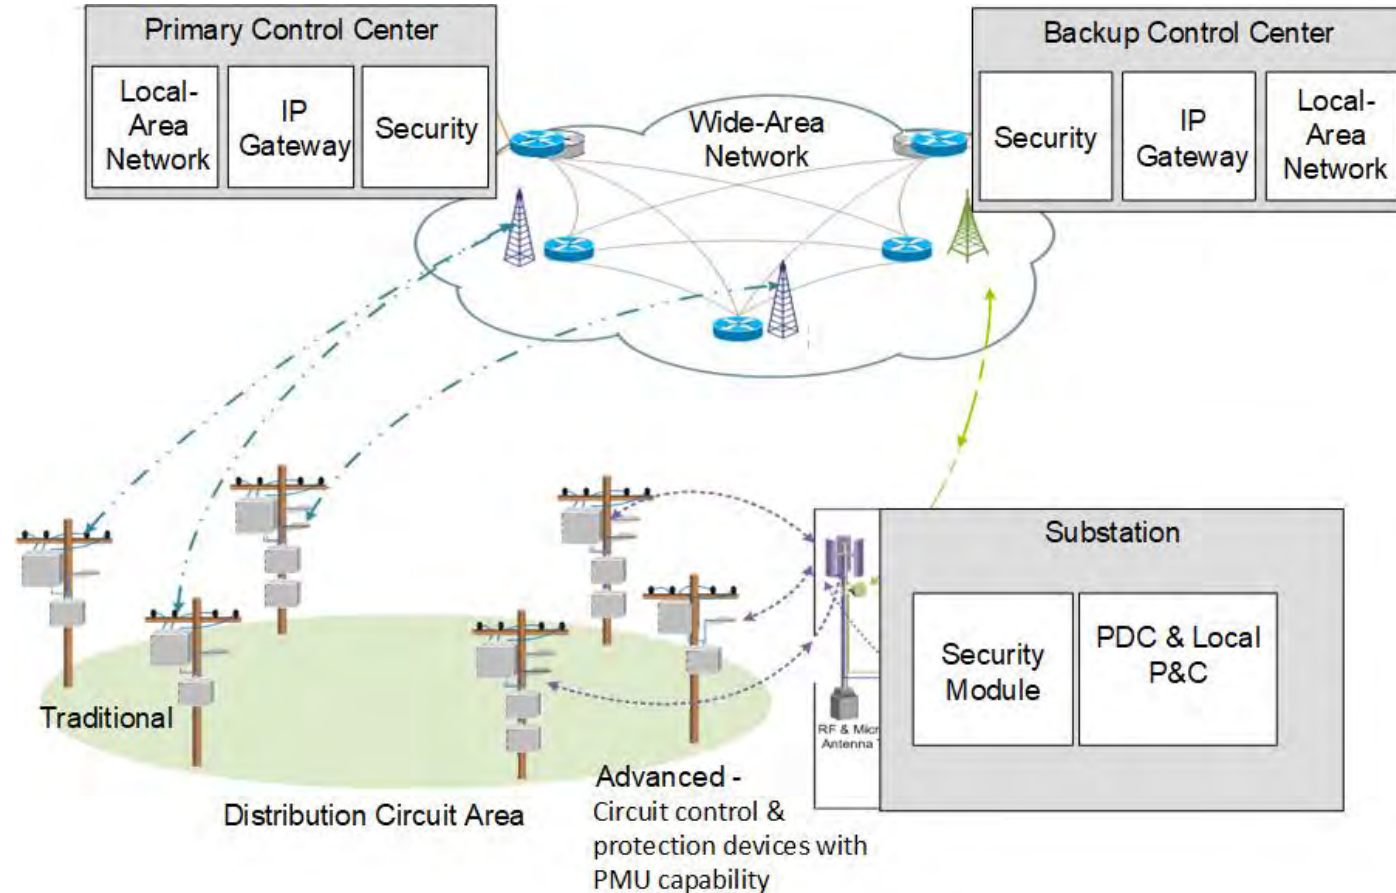 Primary Control Center
Local-
Area
Network
IP
Gateway
Security
Wide-Area
Network
Backup Control Center
Security
IP
Gateway
Local-
Area
Network
Substation
Security
Module
PDC & Local
P&C
RF &
Antenna
Traditional
Distribution Circuit Area
Advanced -
Circuit control &
protection devices with
PMU capability